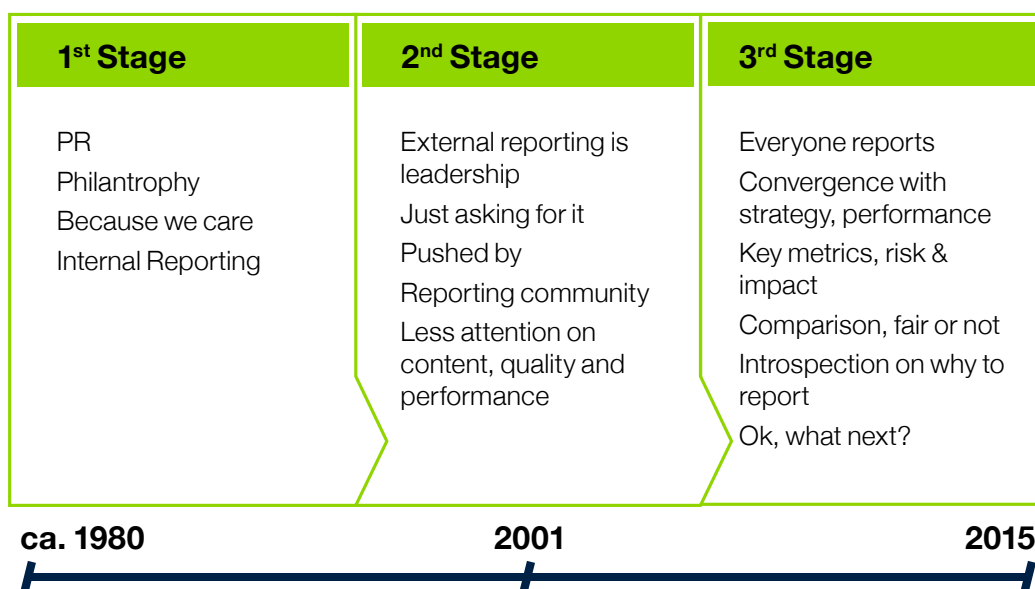 1st Stage
PR
Philantrophy
Because we care
Internal Reporting
2nd Stage
External reporting is
leadership
Just asking for it
Pushed by
Reporting community
Less attention on
content, quality and
performance
3rd Stage
Everyone reports
Convergence with
strategy, performance
Key metrics, risk &
impact
Comparison, fair or not
Introspection on why to
report
Ok, what next?
ca. 1980
2001
2015